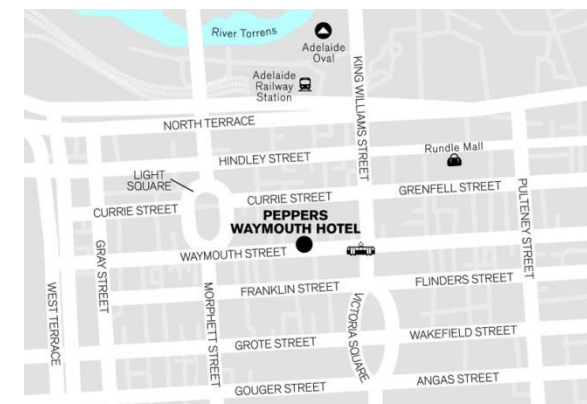 River Torrens
Adelaide
Oval
KING WILLIAMS STREET
Adelaide
Railway
Station
NORTH TERRACE
HINDLEY STREET
Rundle Mall
LIGHT
SQUARE
CURRIE STREET
GRENFELL STREET
CURRIE STREET
PULTENEY STREET
PEPPERS
WAYMOUTH HOTEL
WAYMOUTH STREET
GRAY STREET
WEST TERRACE
MORPHETT STREET
FRANKLIN STREET
FLINDERS STREET
VICTORIA SQUARE
GROTE STREET
WAKEFIELD STREET
GOUGER STREET
ANGAS STREET